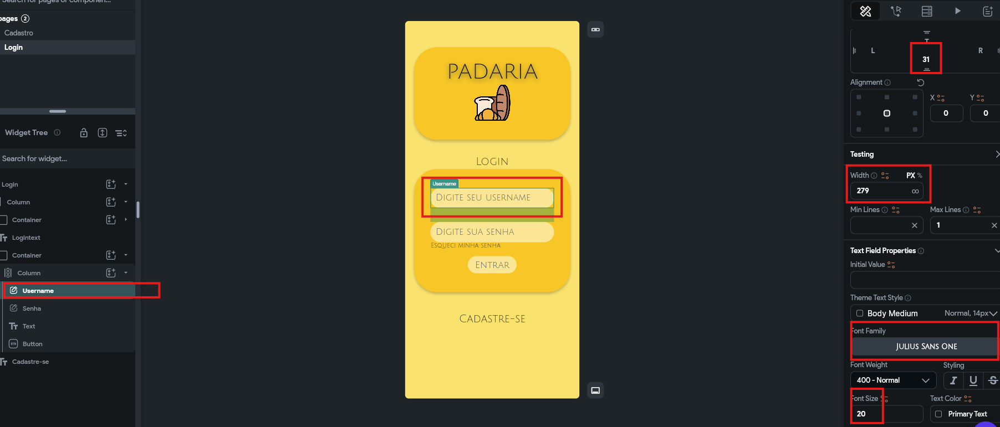 Search for pages or componen...
pages 2
Cadastro
Login
Widget Tree
Search for widget...
Login
Column
Container
Logintext
Container
Column
Username
Senha
Text
BTN Button
Cadastre-se
PADARIA
Login
Username
Digite seu username
Digite sua senha
Esqueci minha senha
Entrar
Cadastre-se
T
L
R
31
Alignment
X Y
0 0
Testing
Width PX %
279 ∞
Min Lines Max Lines
1
Text Field Properties
Initial Value
Theme Text Style
Body Medium Normal, 14px
Font Family
Julius Sans One
Font Weight Styling
400 - Normal I U S
Font Size Text Color
20 Primary Text